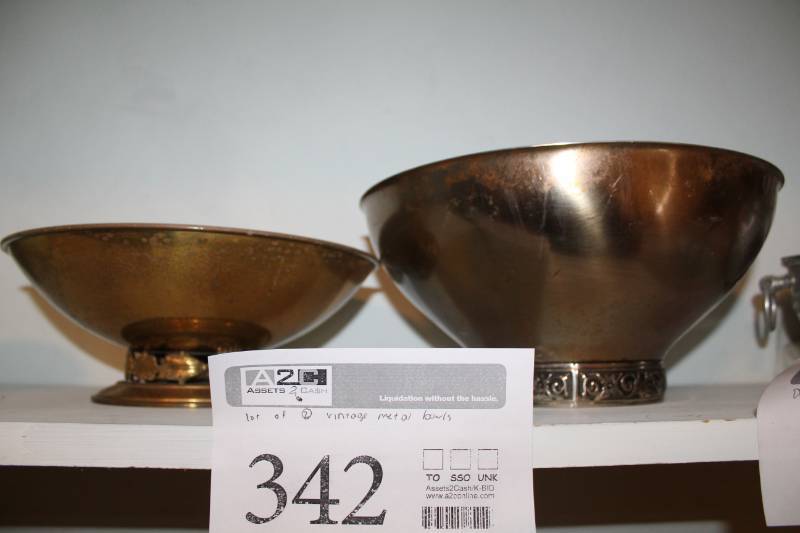 A2C
ASSETS 2 CASH
Liquidation without the hassle.
lot of 2 vintage metal bowls
342
TO SSO UNK
Assets2Cash/K-BID
www.a2conline.com